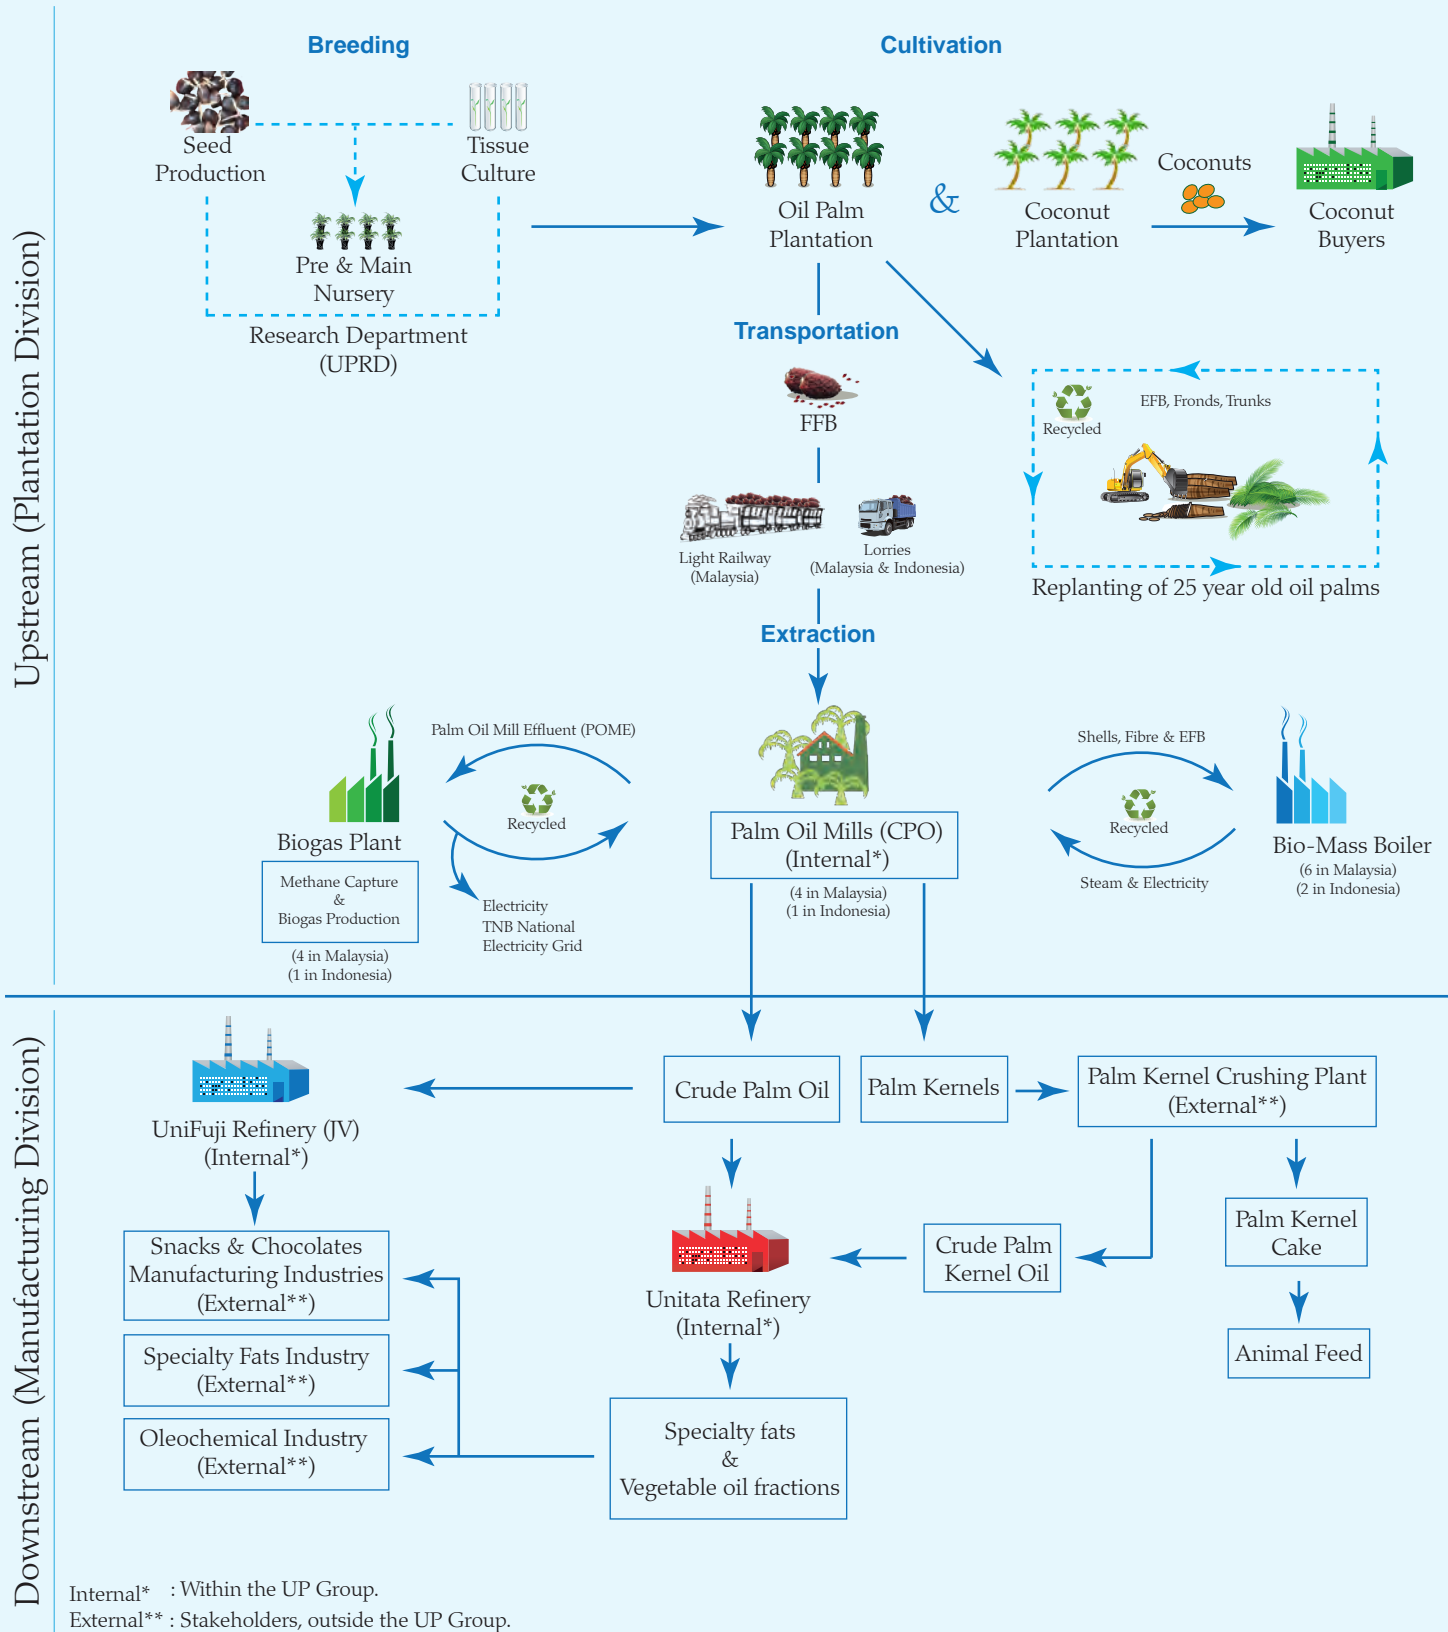 Upstream (Plantation Division)
Breeding
Cultivation
Seed
Production
Tissue
Culture
Pre & Main
Nursery
Research Department
(UPRD)
Oil Palm
Plantation
&
Coconut
Plantation
Coconuts
Coconut
Buyers
Transportation
FFB
Light Railway
(Malaysia)
Lorries
(Malaysia & Indonesia)
Recycled
EFB, Fronds, Trunks
Replanting of 25 year old oil palms
Extraction
Palm Oil Mill Effluent (POME)
Recycled
Biogas Plant
Methane Capture
&
Biogas Production
(4 in Malaysia)
(1 in Indonesia)
Electricity
TNB National
Electricity Grid
Palm Oil Mills (CPO)
(Internal*)
(4 in Malaysia)
(1 in Indonesia)
Shells, Fibre & EFB
Recycled
Steam & Electricity
Bio-Mass Boiler
(6 in Malaysia)
(2 in Indonesia)
Downstream (Manufacturing Division)
UniFuji Refinery (JV)
(Internal*)
Crude Palm Oil
Palm Kernels
Palm Kernel Crushing Plant
(External**)
Snacks & Chocolates
Manufacturing Industries
(External**)
Specialty Fats Industry
(External**)
Oleochemical Industry
(External**)
Unitata Refinery
(Internal*)
Crude Palm
Kernel Oil
Palm Kernel
Cake
Animal Feed
Specialty fats
&
Vegetable oil fractions
Internal* : Within the UP Group.
External** : Stakeholders, outside the UP Group.